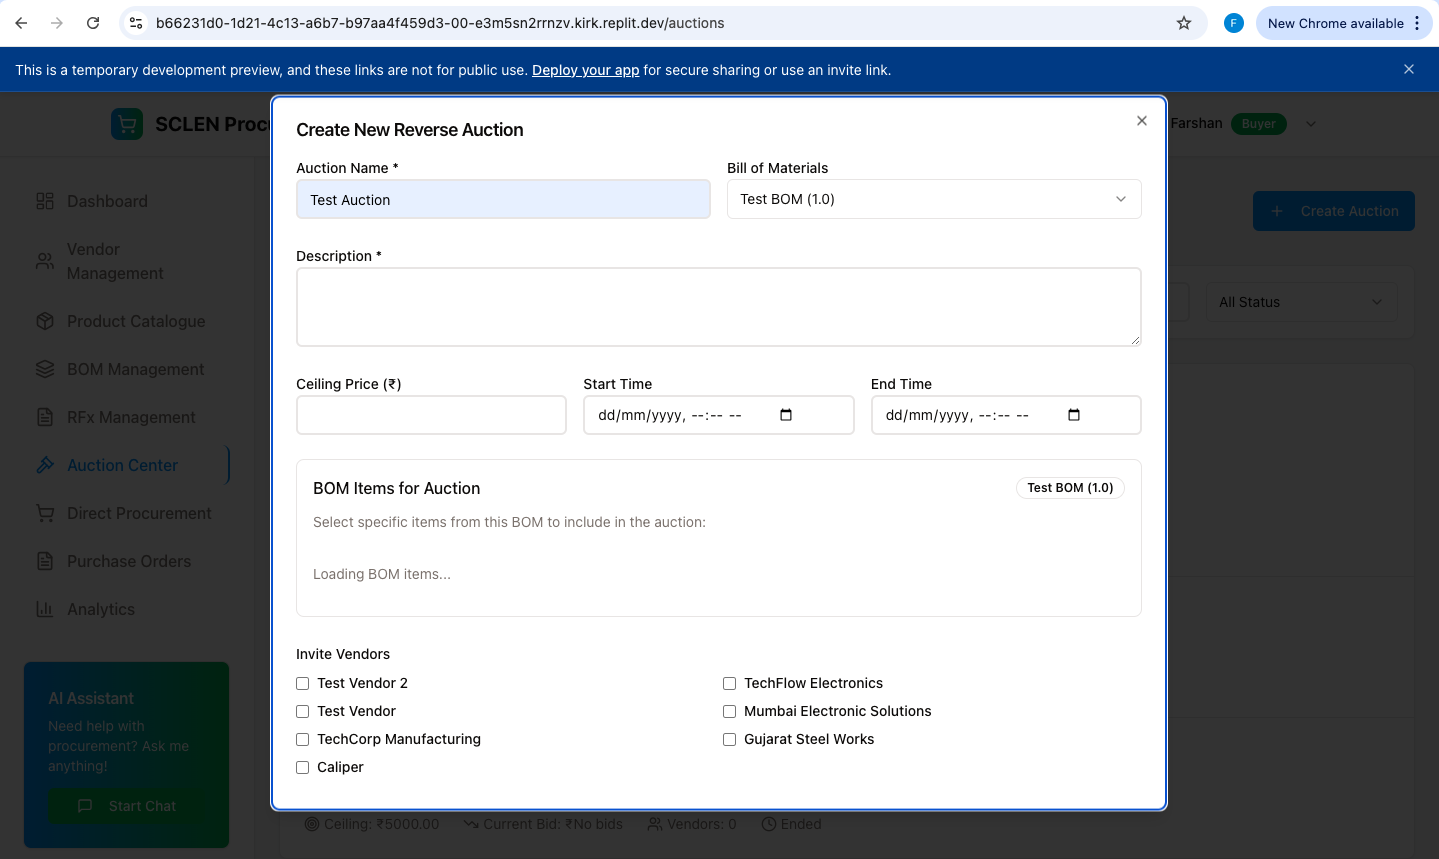 b66231d0-1d21-4c13-a6b7-b97aa4f459d3-00-e3m5sn2rrnzv.kirk.replit.dev/auctions
F
New Chrome available
This is a temporary development preview, and these links are not for public use. Deploy your app for secure sharing or use an invite link.
SCLEN Procu
Farshan
Buyer
Dashboard
Vendor
Management
Product Catalogue
BOM Management
RFx Management
Auction Center
Direct Procurement
Purchase Orders
Analytics
AI Assistant
Need help with
procurement? Ask me
anything!
Start Chat
Create Auction
All Status
Create New Reverse Auction
Auction Name *
Bill of Materials
Test Auction
Test BOM (1.0)
Description *
Ceiling Price (₹)
Start Time
End Time
dd/mm/yyyy, --:-- --
dd/mm/yyyy, --:-- --
BOM Items for Auction
Test BOM (1.0)
Select specific items from this BOM to include in the auction:
Loading BOM items...
Invite Vendors
Test Vendor 2
TechFlow Electronics
Test Vendor
Mumbai Electronic Solutions
TechCorp Manufacturing
Gujarat Steel Works
Caliper
Ceiling: ₹5000.00
Current Bid: ₹No bids
Vendors: 0
Ended